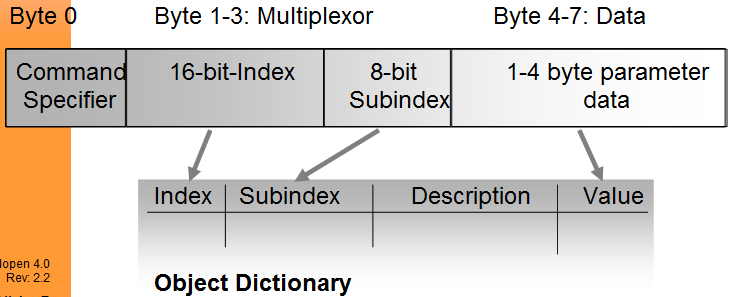 Byte 0 Byte 1-3: Multiplexor Byte 4-7: Data
Command Specifier
16-bit-Index
8-bit Subindex
1-4 byte parameter data
Index Subindex Description Value
Object Dictionary
4.0
Rev: 2.2